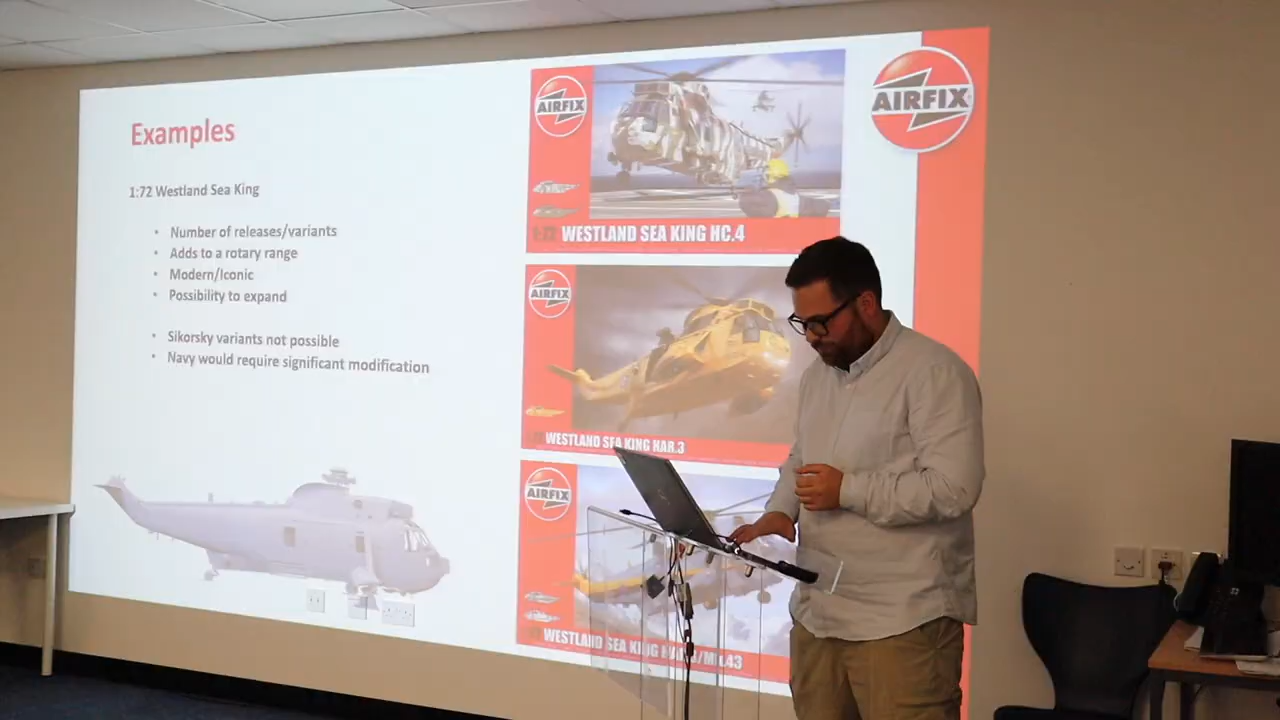 Examples
1:72 Westland Sea King
• Number of releases/variants
• Adds to a rotary range
• Modern/Iconic
• Possibility to expand
• Sikorsky variants not possible
• Navy would require significant modification
AIRFIX
1:72 WESTLAND SEA KING HC.4
AIRFIX
WESTLAND SEA KING HAR.3
AIRFIX
WESTLAND SEA KING
AIRFIX